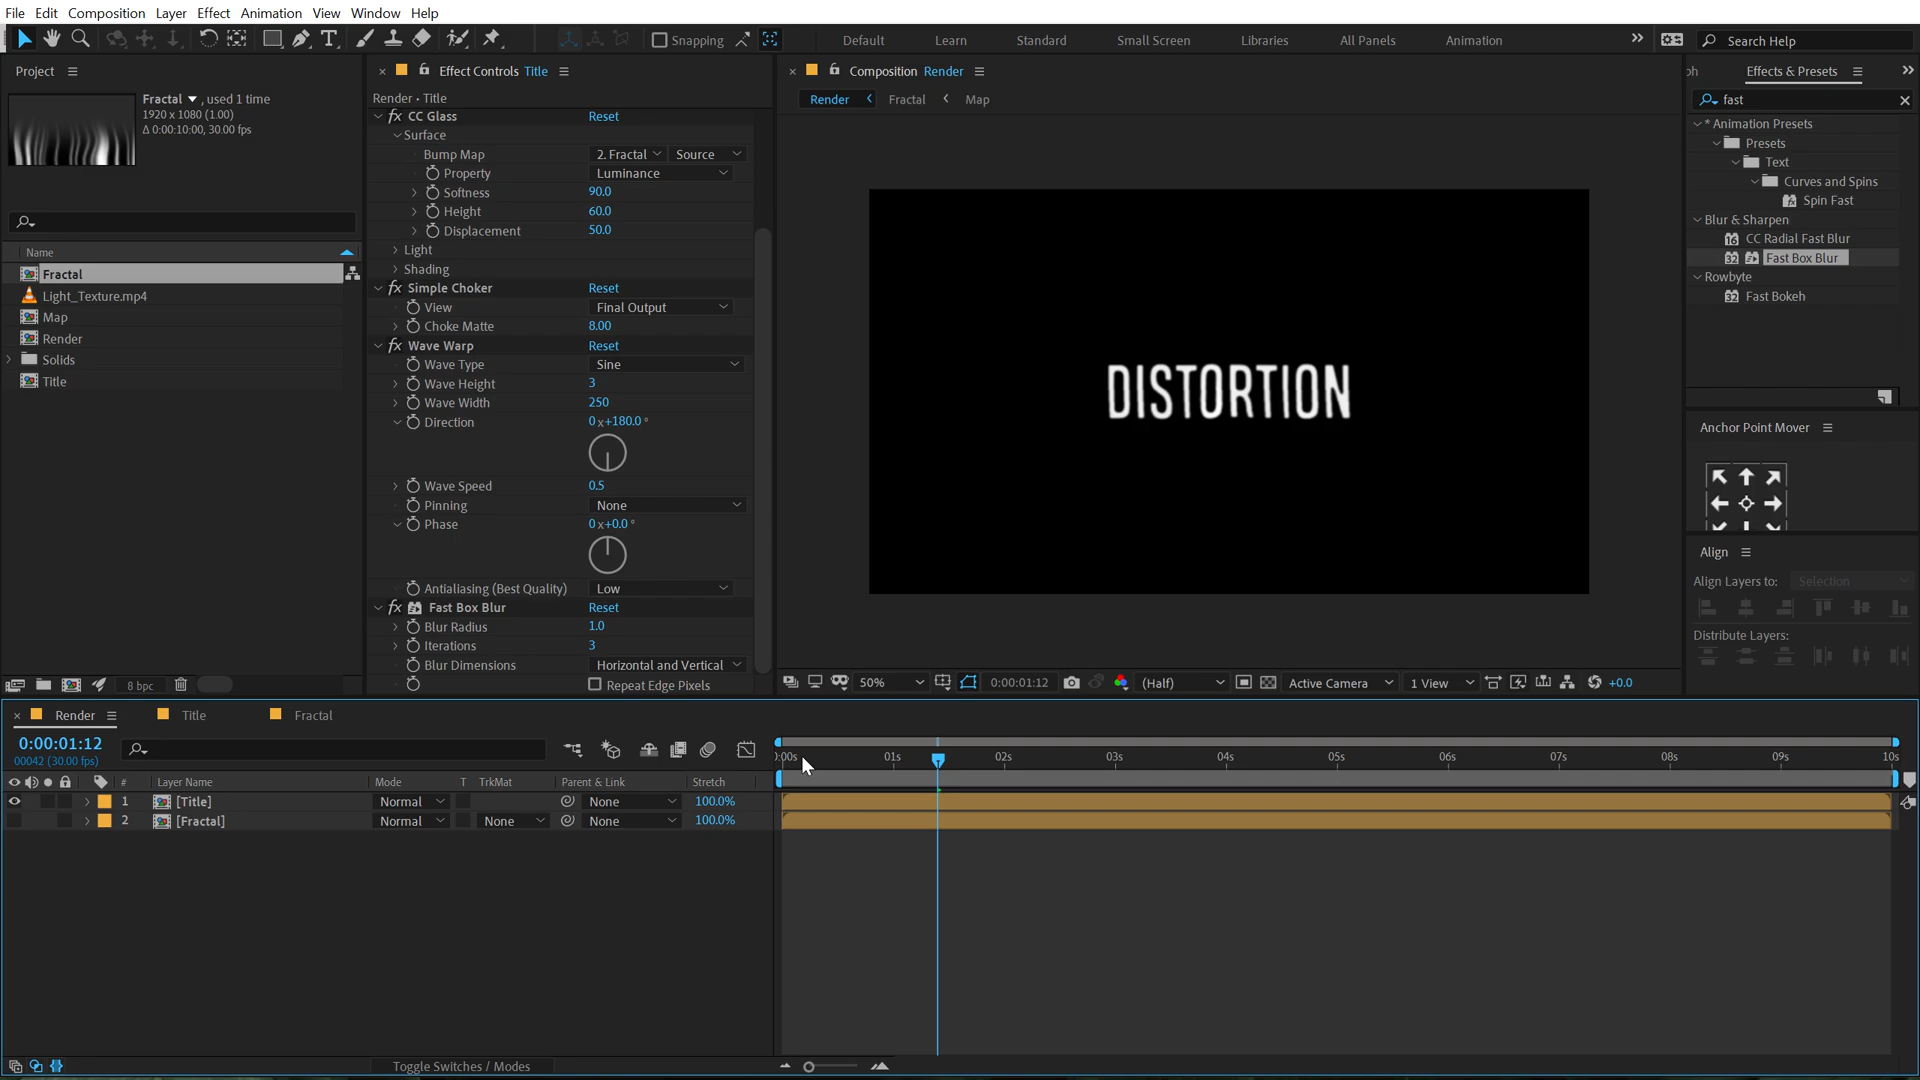 File Edit Composition Layer Effect Animation View Window Help
Snapping Default Learn Standard Small Screen Libraries All Panels Animation Search Help
Project
Fractal , used 1 time
1920 x 1080 (1.00)
Δ 0:00:10:00, 30.00 fps
Name
Fractal
Light_Texture.mp4
Map
Render
Solids
Title
8 bpc
Effect Controls Title
Render • Title
fx CC Glass Reset
Surface
Bump Map 2. Fractal Source
Property Luminance
Softness 90.0
Height 60.0
Displacement 50.0
Light
Shading
fx Simple Choker Reset
View Final Output
Choke Matte 8.00
fx Wave Warp Reset
Wave Type Sine
Wave Height 3
Wave Width 250
Direction 0x+180.0°
Wave Speed 0.5
Pinning None
Phase 0x+0.0°
Antialiasing (Best Quality) Low
fx Fast Box Blur Reset
Blur Radius 1.0
Iterations 3
Blur Dimensions Horizontal and Vertical
Repeat Edge Pixels
Composition Render
Render Fractal Map
DISTORTION
50% 0:00:01:12 (Half) Active Camera 1 View +0.0
Effects & Presets
fast
* Animation Presets
Presets
Text
Curves and Spins
Spin Fast
Blur & Sharpen
16 CC Radial Fast Blur
32 Fast Box Blur
Rowbyte
32 Fast Bokeh
Anchor Point Mover
Align
Align Layers to: Selection
Distribute Layers:
Render Title Fractal
0:00:01:12
00042 (30.00 fps)
# Layer Name Mode T TrkMat Parent & Link Stretch
1 [Title] Normal None 100.0%
2 [Fractal] Normal None None 100.0%
:00s 01s 02s 03s 04s 05s 06s 07s 08s 09s 10s
Toggle Switches / Modes